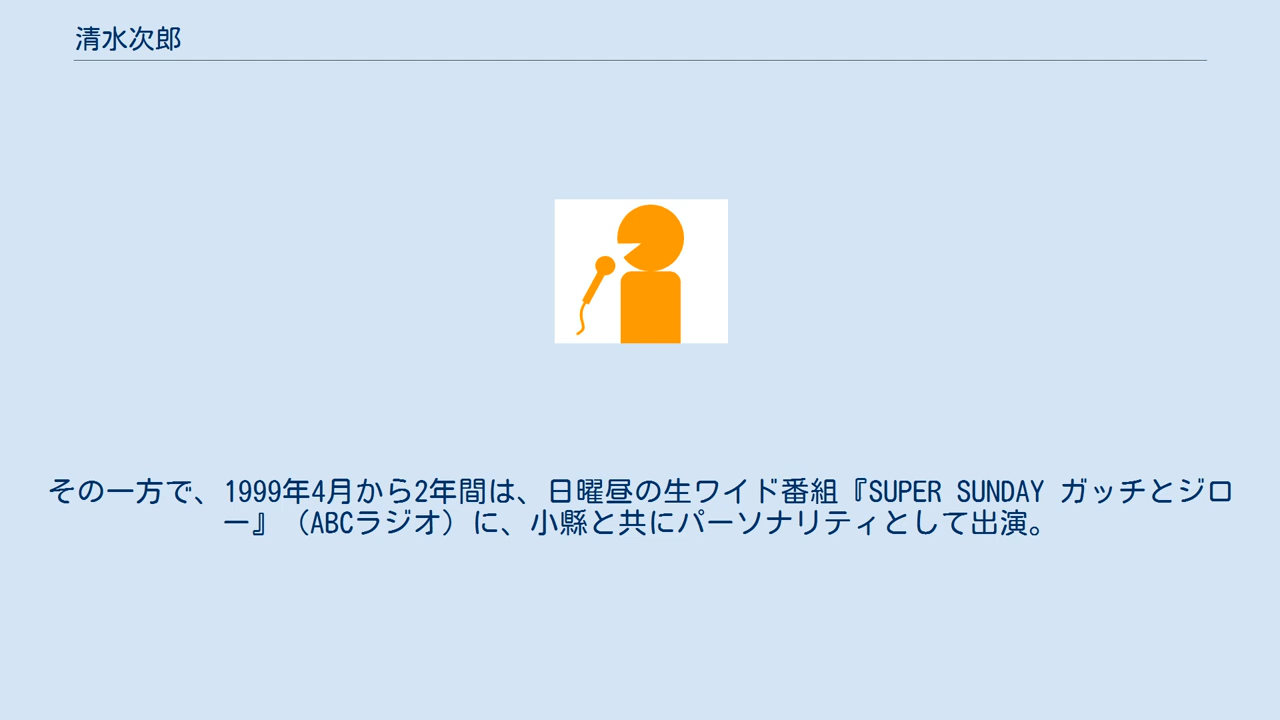 清水次郎
その一方で、1999年4月から2年間は、日曜昼の生ワイド番組『SUPER SUNDAY ガッチとジロ
ー』（ABCラジオ）に、小縣と共にパーソナリティとして出演。